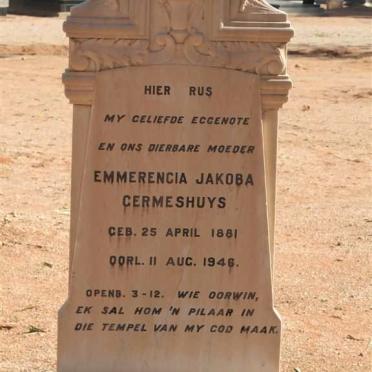 HIER RUS
MY GELIEFDE EGGENOTE
EN ONS DIERBARE MOEDER
EMMERENCIA JAKOBA
GERMESHUYS
GEB. 25 APRIL 1881
OORL. 11 AUG. 1946.
OPENB. 3-12. WIE OORWIN,
EK SAL HOM 'N PILAAR IN
DIE TEMPEL VAN MY GOD MAAK.